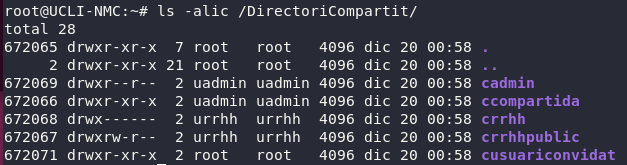 root@UCLI-NMC:~# ls -alic /DirectoriCompartit/
total 28
672065 drwxr-xr-x  7 root   root   4096 dic 20 00:58 .
     2 drwxr-xr-x 21 root   root   4096 dic 20 00:58 ..
672069 drwxr--r--  2 uadmin uadmin 4096 dic 20 00:58 cadmin
672066 drwxr-xr-x  2 uadmin uadmin 4096 dic 20 00:58 ccompartida
672068 drwx------  2 urrhh  urrhh  4096 dic 20 00:58 crrhh
672067 drwxrw-r--  2 urrhh  urrhh  4096 dic 20 00:58 crrhhpublic
672071 drwxr-xr-x  2 root   root   4096 dic 20 00:58 cusuariconvidat